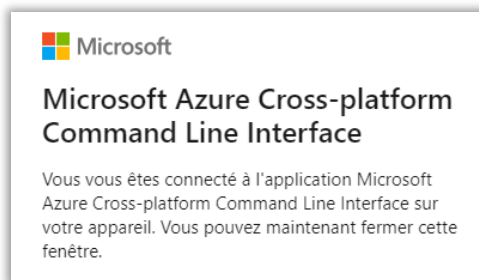 Microsoft
Microsoft Azure Cross-platform
Command Line Interface
Vous vous êtes connecté à l'application Microsoft
Azure Cross-platform Command Line Interface sur
votre appareil. Vous pouvez maintenant fermer cette
fenêtre.